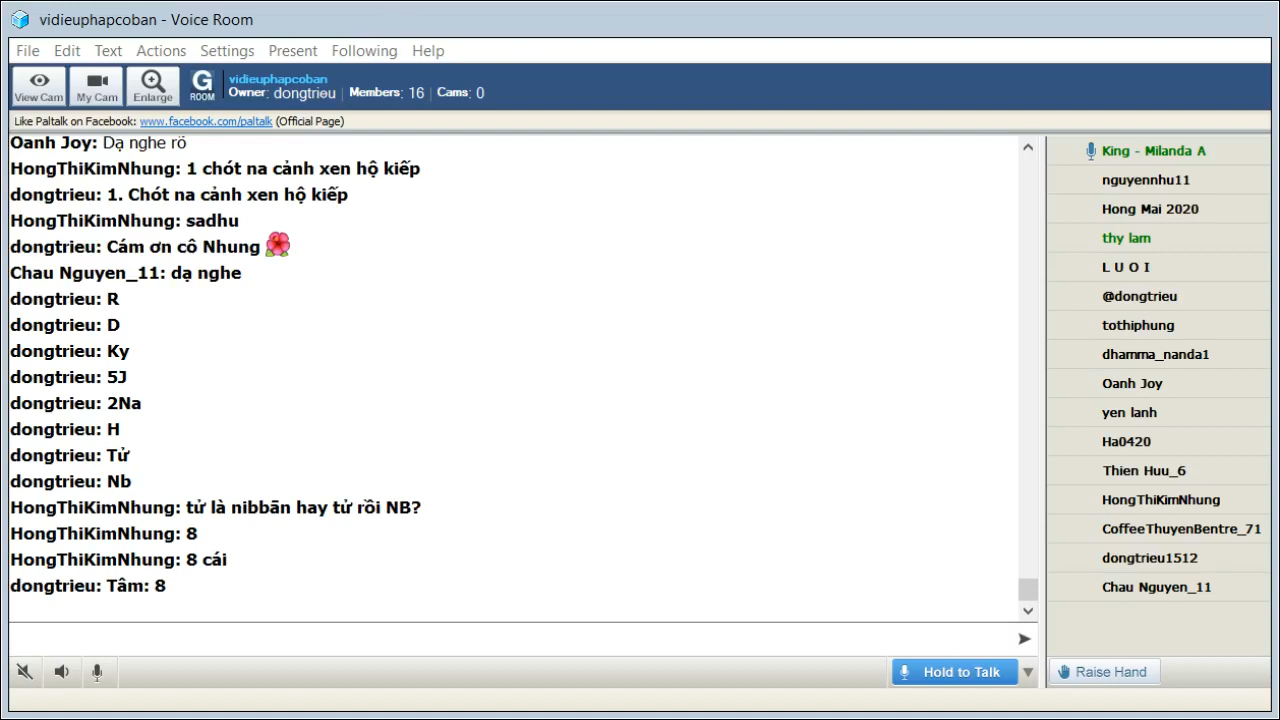 vidieuphapcoban - Voice Room
File Edit Text Actions Settings Present Following Help
View Cam
My Cam
Enlarge
G ROOM
vidieuphapcoban
Owner: dongtrieu | Members: 16 | Cams: 0
Like Paltalk on Facebook: www.facebook.com/paltalk (Official Page)
Oanh Joy: Dạ nghe rõ
HongThiKimNhung: 1 chót na cảnh xen hộ kiếp
dongtrieu: 1. Chót na cảnh xen hộ kiếp
HongThiKimNhung: sadhu
dongtrieu: Cám ơn cô Nhung
Chau Nguyen_11: dạ nghe
dongtrieu: R
dongtrieu: D
dongtrieu: Ky
dongtrieu: 5J
dongtrieu: 2Na
dongtrieu: H
dongtrieu: Tử
dongtrieu: Nb
HongThiKimNhung: tử là nibbān hay tử rồi NB?
HongThiKimNhung: 8
HongThiKimNhung: 8 cái
dongtrieu: Tâm: 8
Hold to Talk
King - Milanda A
nguyennhu11
Hong Mai 2020
thy lam
L U O I
@dongtrieu
tothiphung
dhamma_nanda1
Oanh Joy
yen lanh
Ha0420
Thien Huu_6
HongThiKimNhung
CoffeeThuyenBentre_71
dongtrieu1512
Chau Nguyen_11
Raise Hand